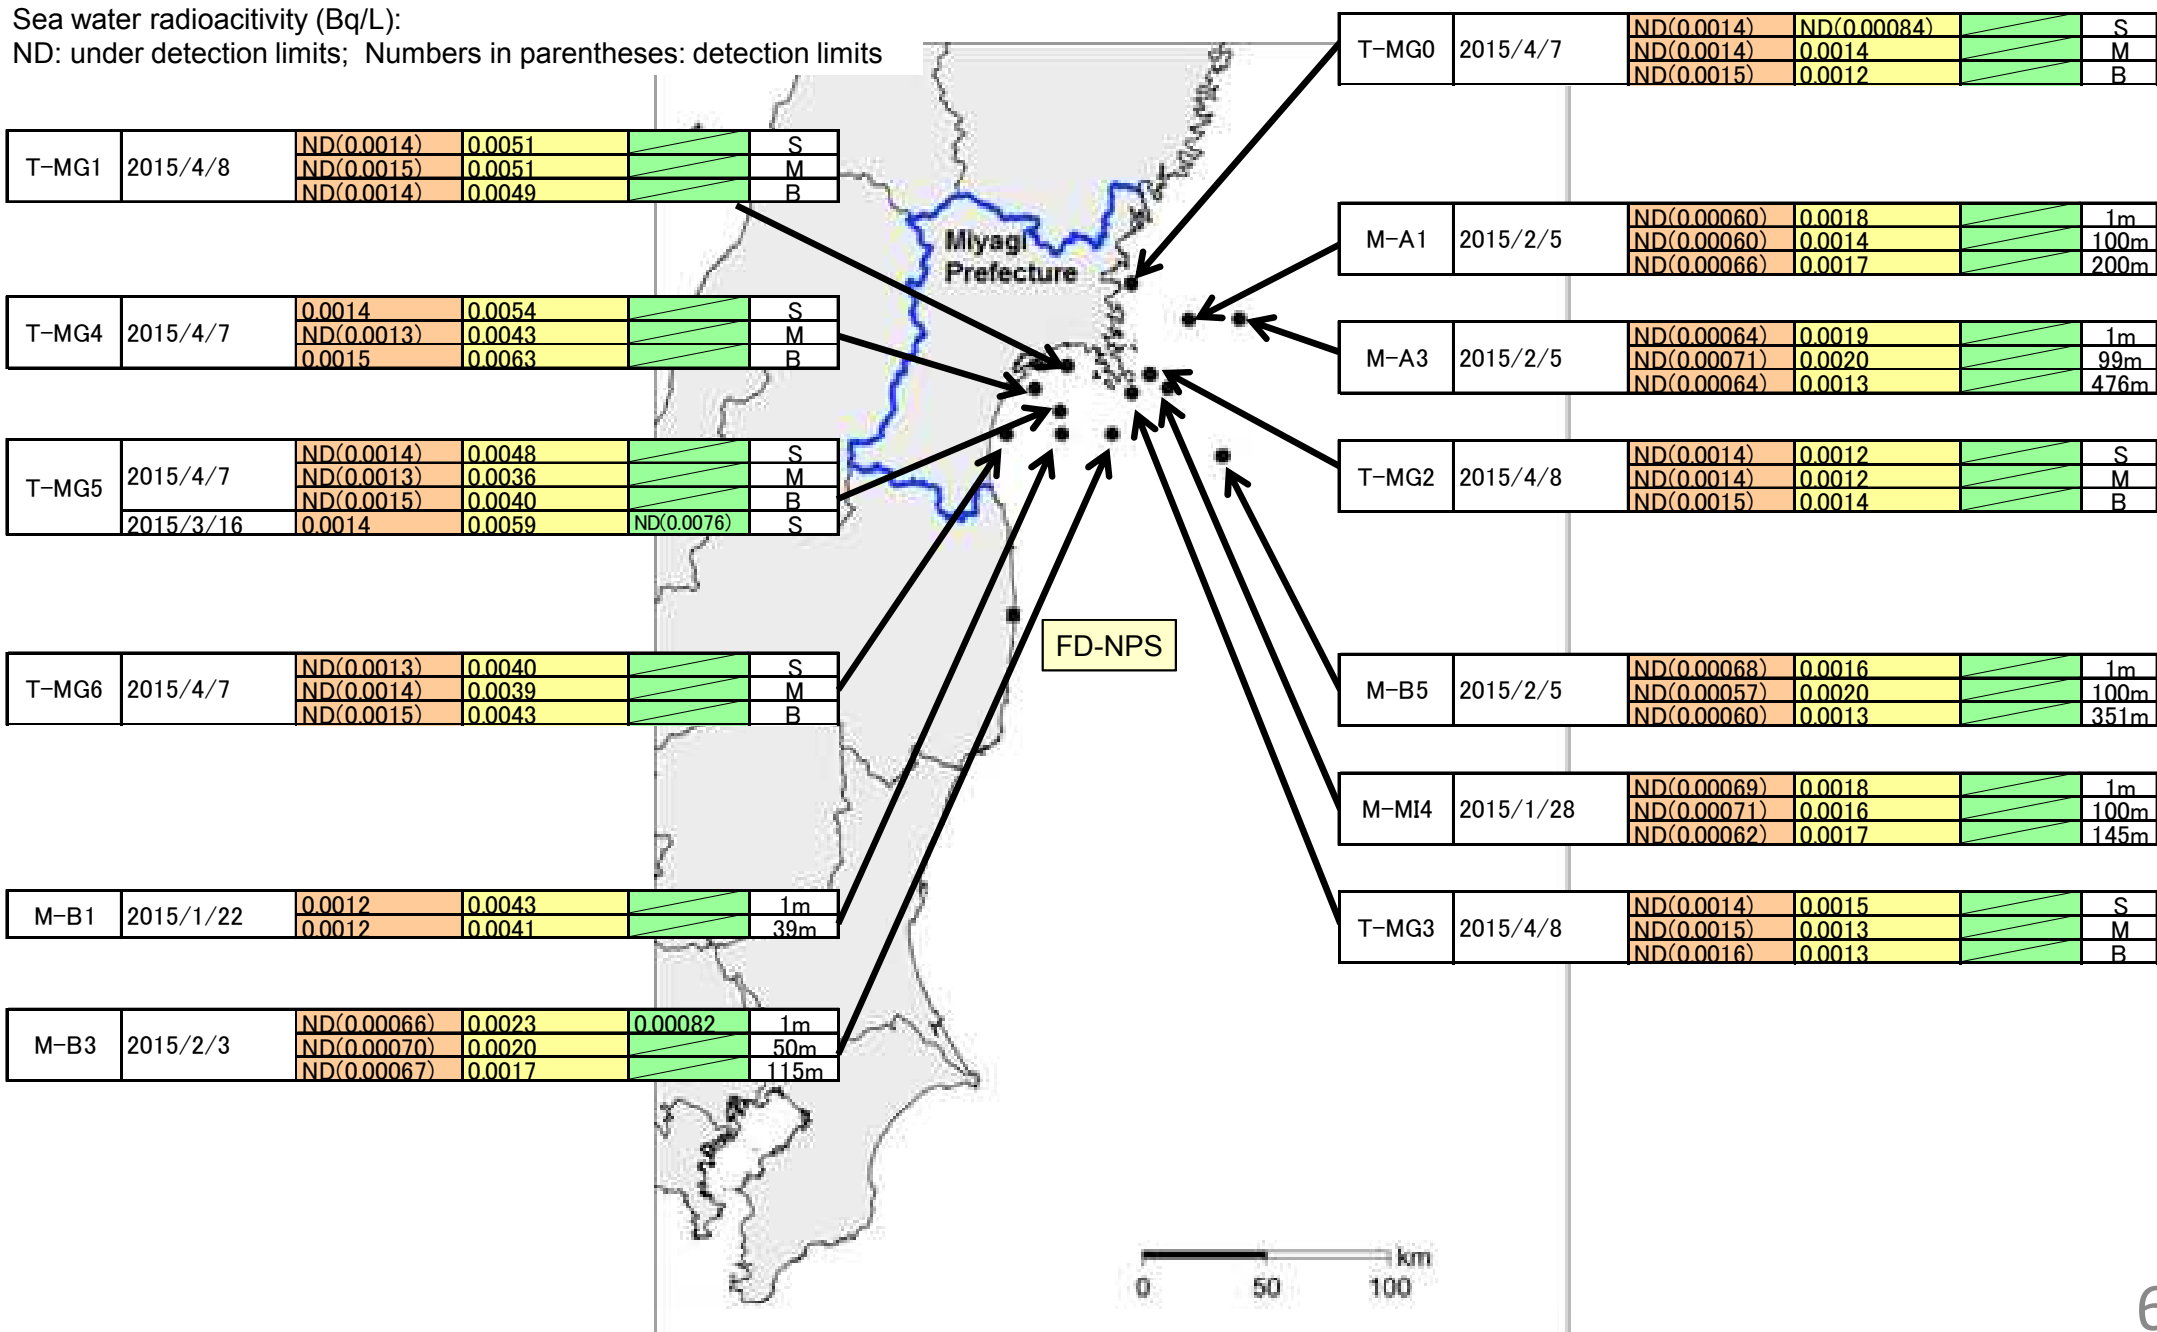 Sea water radioacitivity (Bq/L):
ND: under detection limits; Numbers in parentheses: detection limits
T-MG0 2015/4/7 ND(0.0014) ND(0.00084) S
ND(0.0014) 0.0014 M
ND(0.0015) 0.0012 B
T-MG1 2015/4/8 ND(0.0014) 0.0051 S
ND(0.0015) 0.0051 M
ND(0.0014) 0.0049 B
M-A1 2015/2/5 ND(0.00060) 0.0018 1m
ND(0.00060) 0.0014 100m
ND(0.00066) 0.0017 200m
Miyagi
Prefecture
T-MG4 2015/4/7 0.0014 0.0054 S
ND(0.0013) 0.0043 M
0.0015 0.0063 B
M-A3 2015/2/5 ND(0.00064) 0.0019 1m
ND(0.00071) 0.0020 99m
ND(0.00064) 0.0013 476m
T-MG5 2015/4/7 ND(0.0014) 0.0048 S
ND(0.0013) 0.0036 M
ND(0.0015) 0.0040 B
2015/3/16 0.0014 0.0059 ND(0.0076) S
T-MG2 2015/4/8 ND(0.0014) 0.0012 S
ND(0.0014) 0.0012 M
ND(0.0015) 0.0014 B
FD-NPS
T-MG6 2015/4/7 ND(0.0013) 0.0040 S
ND(0.0014) 0.0039 M
ND(0.0015) 0.0043 B
M-B5 2015/2/5 ND(0.00068) 0.0016 1m
ND(0.00057) 0.0020 100m
ND(0.00060) 0.0013 351m
M-MI4 2015/1/28 ND(0.00069) 0.0018 1m
ND(0.00071) 0.0016 100m
ND(0.00062) 0.0017 145m
M-B1 2015/1/22 0.0012 0.0043 1m
0.0012 0.0041 39m
T-MG3 2015/4/8 ND(0.0014) 0.0015 S
ND(0.0015) 0.0013 M
ND(0.0016) 0.0013 B
M-B3 2015/2/3 ND(0.00066) 0.0023 0.00082 1m
ND(0.00070) 0.0020 50m
ND(0.00067) 0.0017 115m
km
0 50 100
6